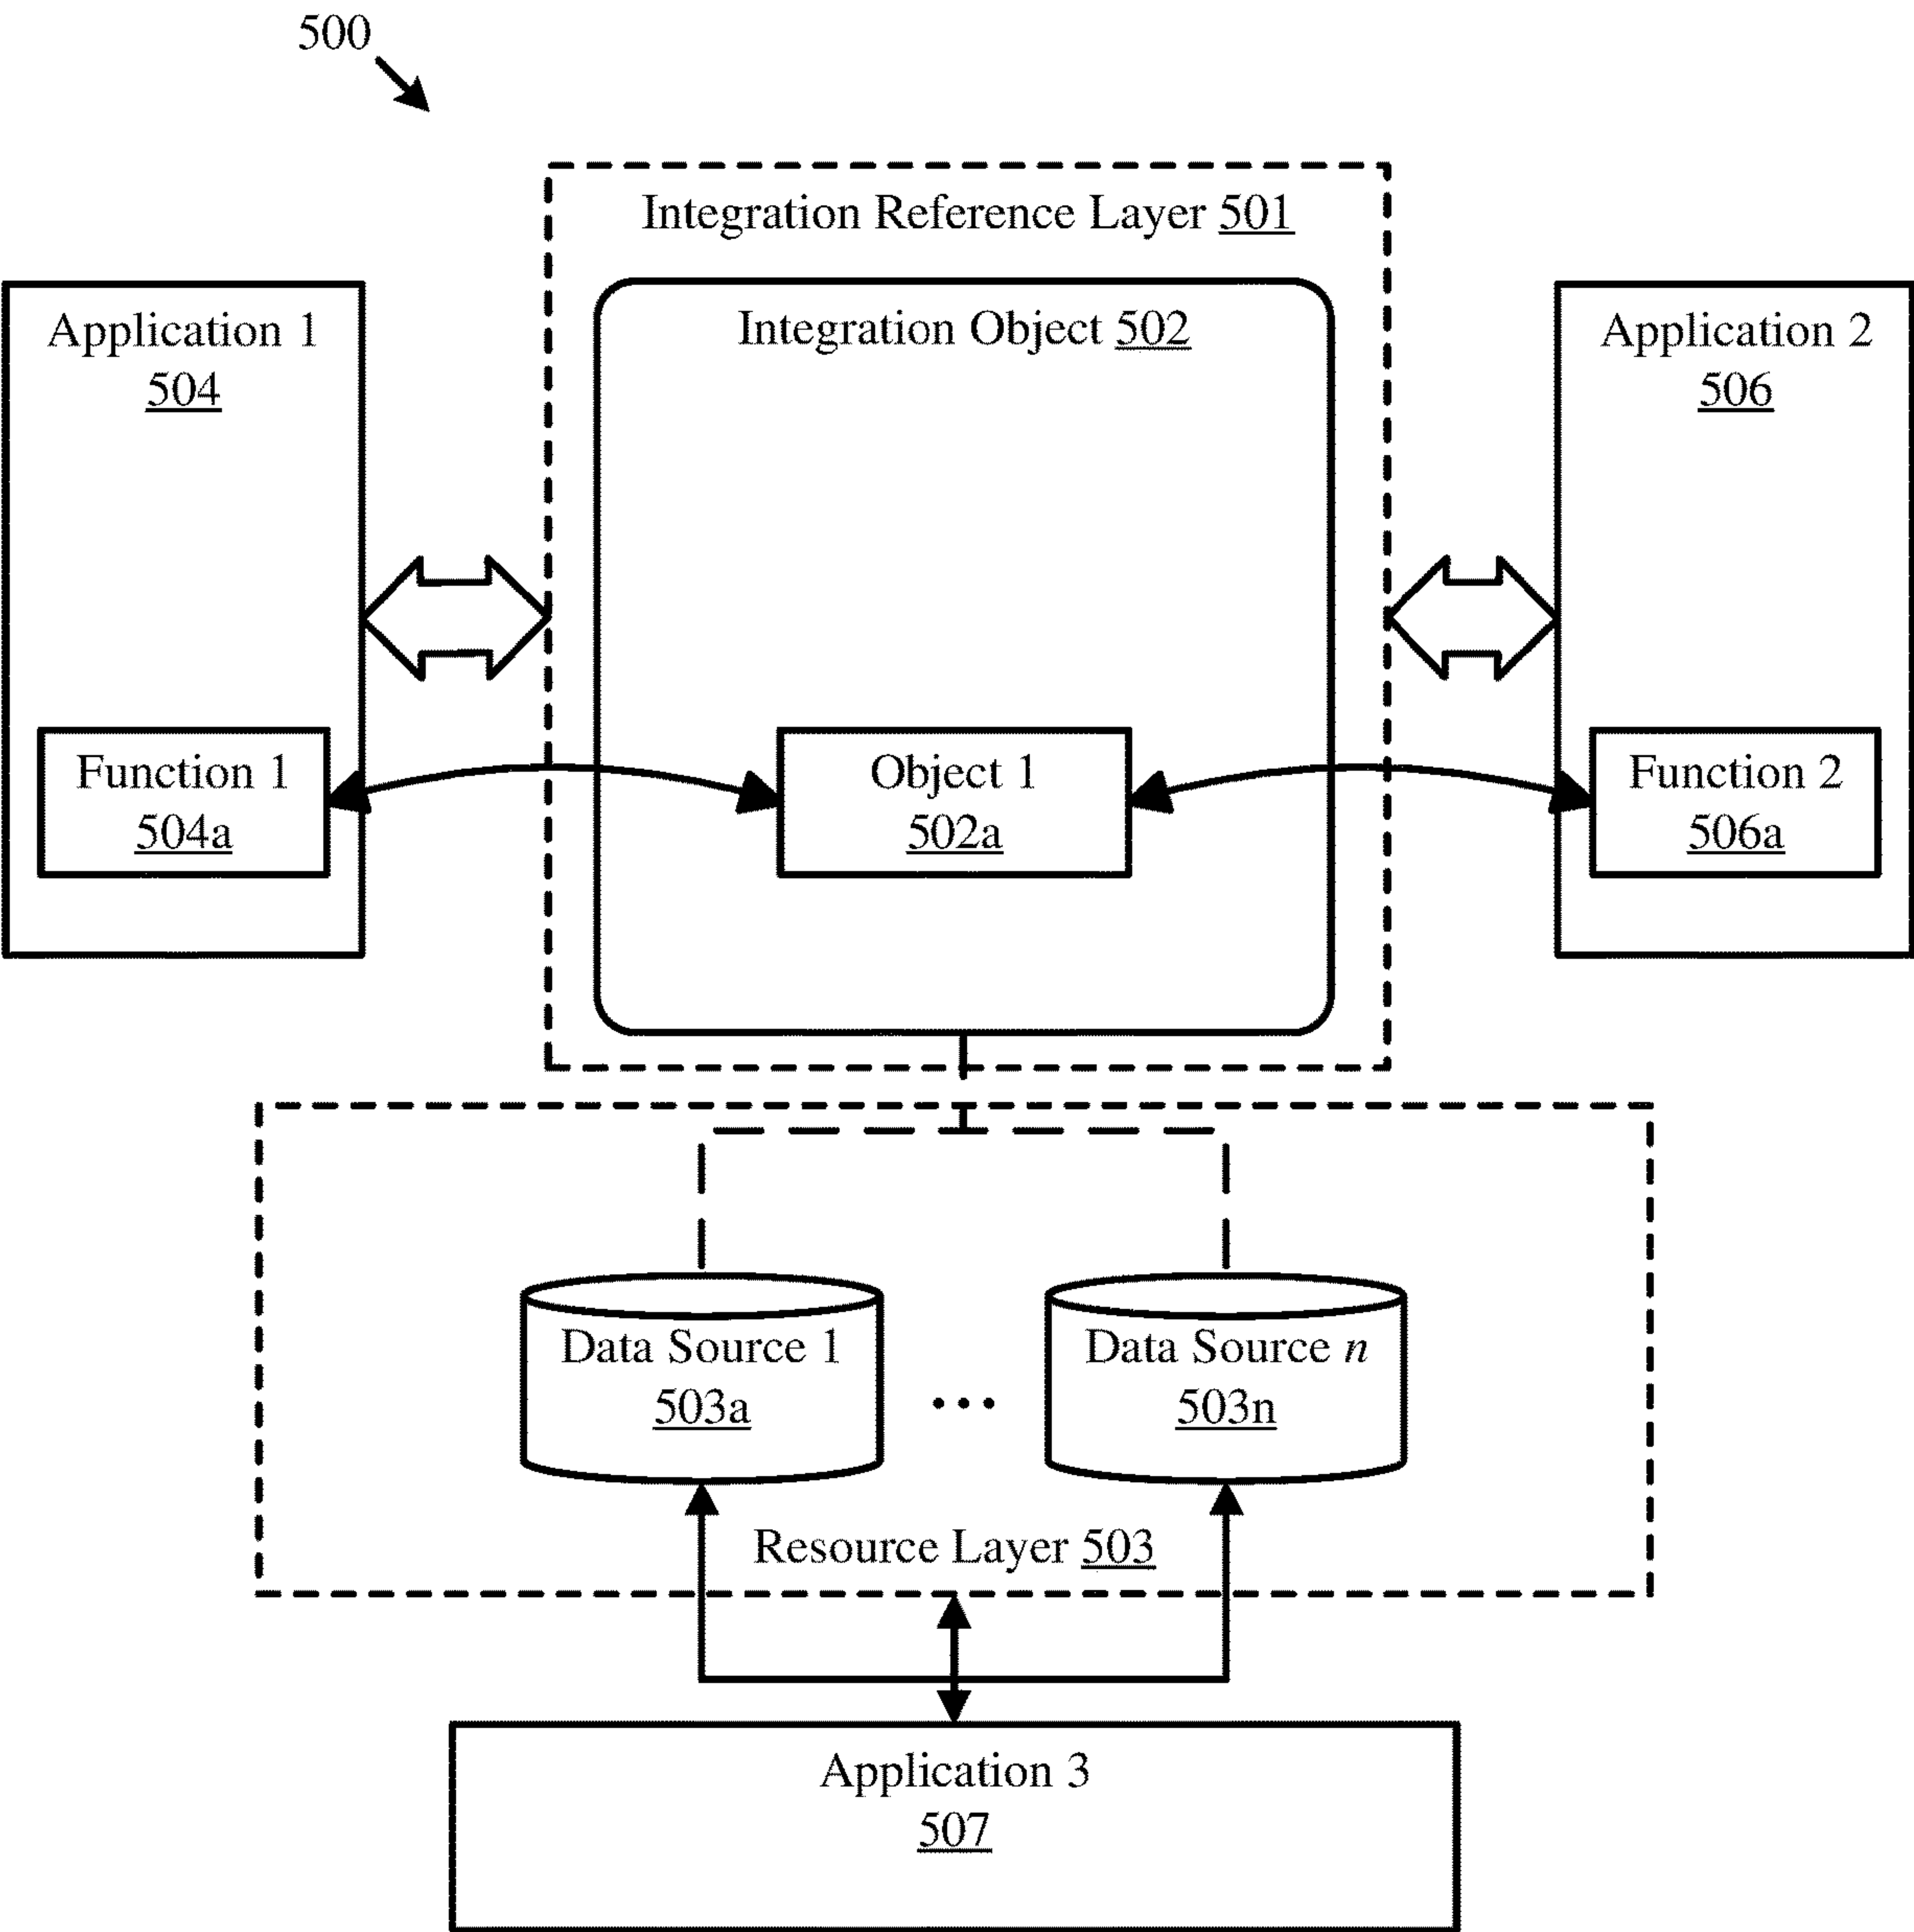 500
Integration Reference Layer 501
Application 1
504
Integration Object 502
Application 2
506
Function 1
504a
Object 1
502a
Function 2
506a
Data Source 1
503a
...
Data Source n
503n
Resource Layer 503
Application 3
507